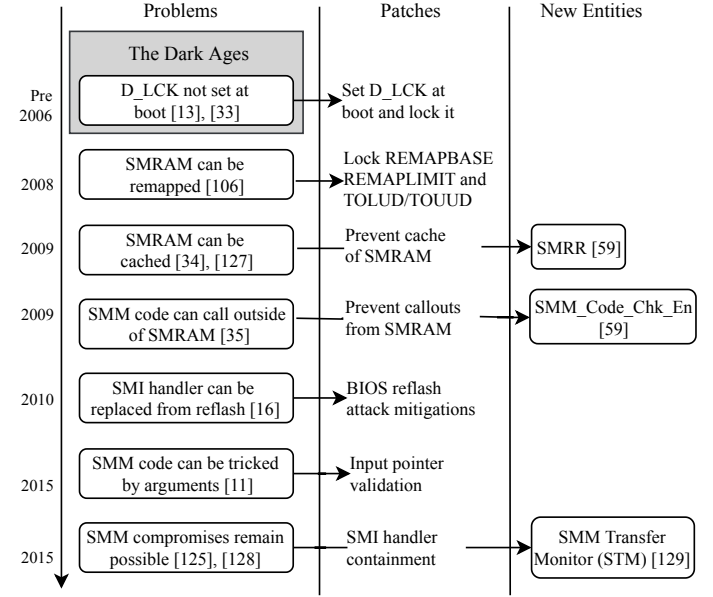 Problems
Patches
New Entities
The Dark Ages
Pre
2006
D_LCK not set at
boot [13], [33]
Set D_LCK at
boot and lock it
2008
SMRAM can be
remapped [106]
Lock REMAPBASE
REMAPLIMIT and
TOLUD/TOUUD
2009
SMRAM can be
cached [34], [127]
Prevent cache
of SMRAM
SMRR [59]
2009
SMM code can call outside
of SMRAM [35]
Prevent callouts
from SMRAM
SMM_Code_Chk_En
[59]
2010
SMI handler can be
replaced from reflash [16]
BIOS reflash
attack mitigations
2015
SMM code can be tricked
by arguments [11]
Input pointer
validation
2015
SMM compromises remain
possible [125], [128]
SMI handler
containment
SMM Transfer
Monitor (STM) [129]